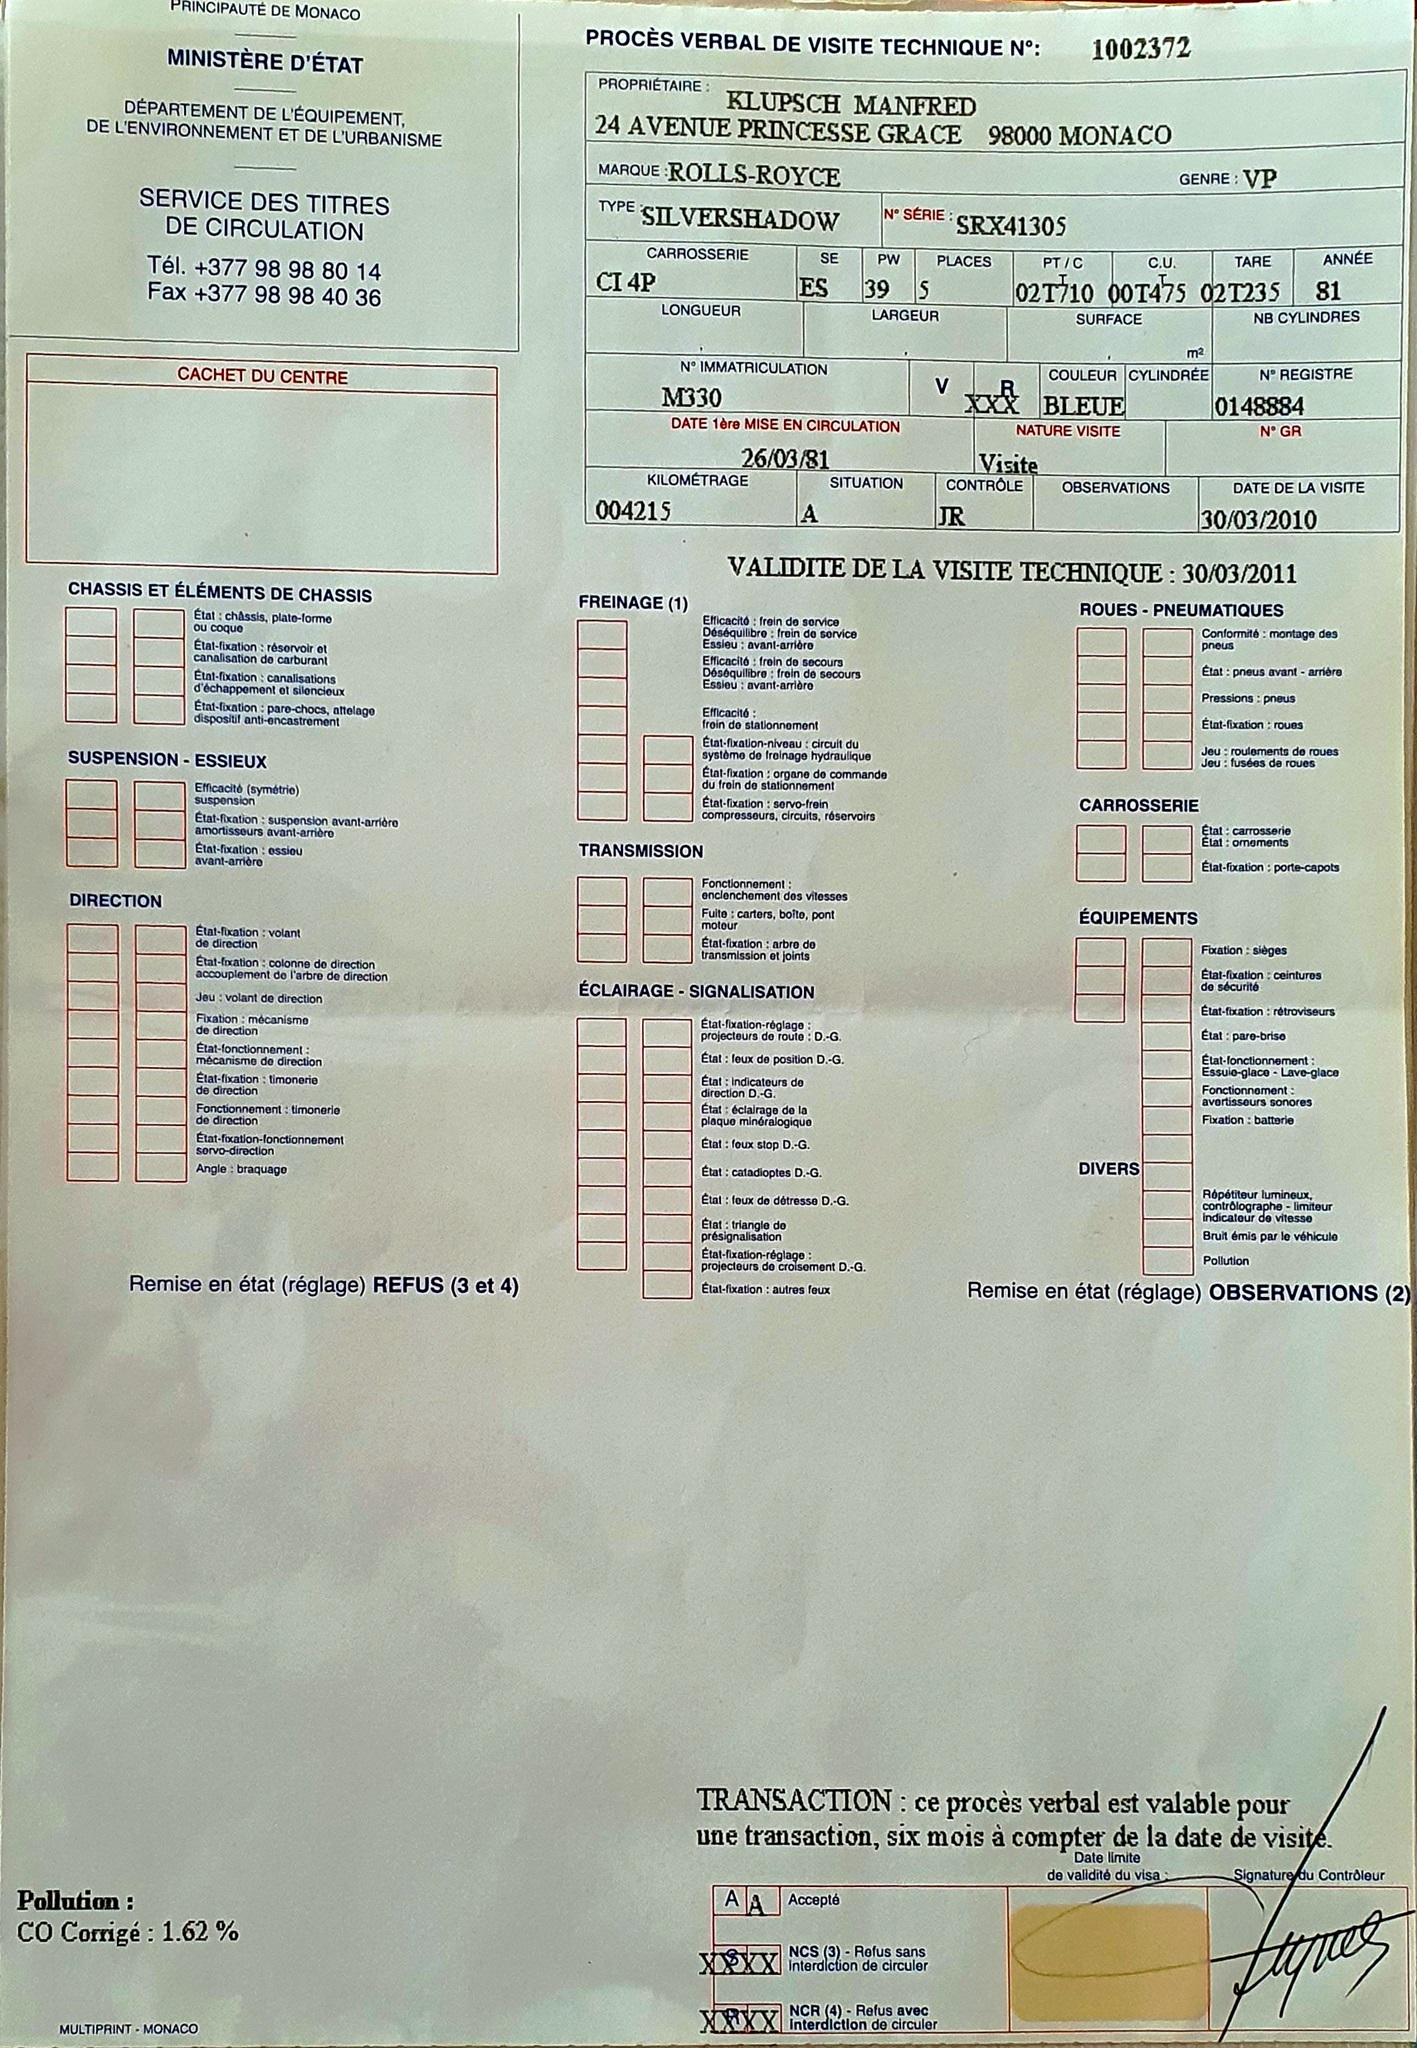 PRINCIPAUTÉ DE MONACO
MINISTÈRE D'ÉTAT
DÉPARTEMENT DE L'ÉQUIPEMENT,
DE L'ENVIRONNEMENT ET DE L'URBANISME
SERVICE DES TITRES
DE CIRCULATION
Tél. +377 98 98 80 14
Fax +377 98 98 40 36
CACHET DU CENTRE
PROCÈS VERBAL DE VISITE TECHNIQUE N°: 1002372
PROPRIÉTAIRE :
KLUPSCH MANFRED
24 AVENUE PRINCESSE GRACE 98000 MONACO
MARQUE : ROLLS-ROYCE GENRE : VP
TYPE : SILVERSHADOW N° SÉRIE : SRX41305
CARROSSERIE SE PW PLACES PT / C C.U. TARE ANNÉE
CI 4P ES 39 5 02T710 00T475 02T235 81
LONGUEUR LARGEUR SURFACE NB CYLINDRES
m²
N° IMMATRICULATION V R COULEUR CYLINDRÉE N° REGISTRE
M330 XXX BLEUE 0148884
DATE 1ère MISE EN CIRCULATION NATURE VISITE N° GR
26/03/81 Visite
KILOMÉTRAGE SITUATION CONTRÔLE OBSERVATIONS DATE DE LA VISITE
004215 A JR 30/03/2010
VALIDITE DE LA VISITE TECHNIQUE : 30/03/2011
CHASSIS ET ÉLÉMENTS DE CHASSIS
État : châssis, plate-forme
ou coque
État-fixation : réservoir et
canalisation de carburant
État-fixation : canalisations
d'échappement et silencieux
État-fixation : pare-chocs, attelage
dispositif anti-encastrement
SUSPENSION - ESSIEUX
Efficacité (symétrie)
suspension
État-fixation : suspension avant-arrière
amortisseurs avant-arrière
État-fixation : essieu
avant-arrière
DIRECTION
État-fixation : volant
de direction
État-fixation : colonne de direction
accouplement de l'arbre de direction
Jeu : volant de direction
Fixation : mécanisme
de direction
État-fonctionnement :
mécanisme de direction
État-fixation : timonerie
de direction
Fonctionnement : timonerie
de direction
État-fixation-fonctionnement
servo-direction
Angle : braquage
FREINAGE (1)
Efficacité : frein de service
Déséquilibre : frein de service
Essieu : avant-arrière
Efficacité : frein de secours
Déséquilibre : frein de secours
Essieu : avant-arrière
Efficacité :
frein de stationnement
État-fixation-niveau : circuit du
système de freinage hydraulique
État-fixation : organe de commande
du frein de stationnement
État-fixation : servo-frein
compresseurs, circuits, réservoirs
TRANSMISSION
Fonctionnement :
enclenchement des vitesses
Fuite : carters, boîte, pont
moteur
État-fixation : arbre de
transmission et joints
ÉCLAIRAGE - SIGNALISATION
État-fixation-réglage :
projecteurs de route : D.-G.
État : feux de position D.-G.
État : indicateurs de
direction D.-G.
État : éclairage de la
plaque minéralogique
État : feux stop D.-G.
État : catadioptes D.-G.
État : feux de détresse D.-G.
État : triangle de
présignalisation
État-fixation-réglage :
projecteurs de croisement D.-G.
État-fixation : autres feux
ROUES - PNEUMATIQUES
Conformité : montage des
pneus
État : pneus avant - arrière
Pressions : pneus
État-fixation : roues
Jeu : roulements de roues
Jeu : fusées de roues
CARROSSERIE
État : carrosserie
État : ornements
État-fixation : porte-capots
ÉQUIPEMENTS
Fixation : sièges
État-fixation : ceintures
de sécurité
État-fixation : rétroviseurs
État : pare-brise
État-fonctionnement :
Essuie-glace - Lave-glace
Fonctionnement :
avertisseurs sonores
Fixation : batterie
DIVERS
Répétiteur lumineux,
contrôlographe - limiteur
indicateur de vitesse
Bruit émis par le véhicule
Pollution
Remise en état (réglage) REFUS (3 et 4)
Remise en état (réglage) OBSERVATIONS (2)
TRANSACTION : ce procès verbal est valable pour
une transaction, six mois à compter de la date de visite.
Date limite
de validité du visa : Signature du Contrôleur
Pollution :
CO Corrigé : 1.62 %
A A Accepté
XXXX NCS (3) - Refus sans
Interdiction de circuler
XXXX NCR (4) - Refus avec
Interdiction de circuler
MULTIPRINT - MONACO